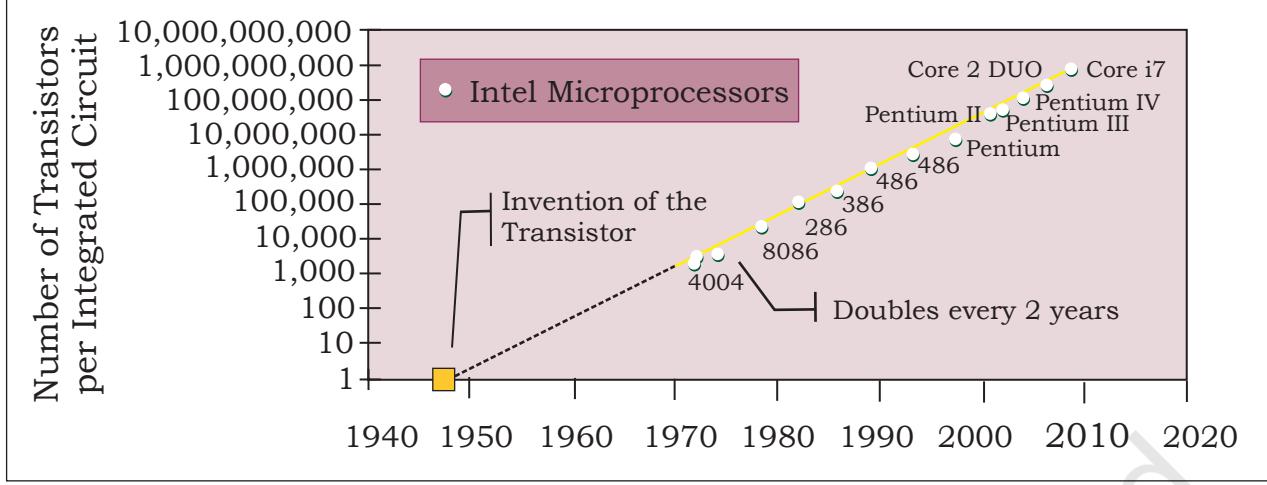 Number of Transistors
per Integrated Circuit
10,000,000,000
1,000,000,000
100,000,000
10,000,000
1,000,000
100,000
10,000
1,000
100
10
1
Intel Microprocessors
Invention of the
Transistor
4004
8086
286
386
486
486
Pentium
Pentium II
Pentium III
Pentium IV
Core 2 DUO
Core i7
Doubles every 2 years
1940 1950 1960 1970 1980 1990 2000 2010 2020